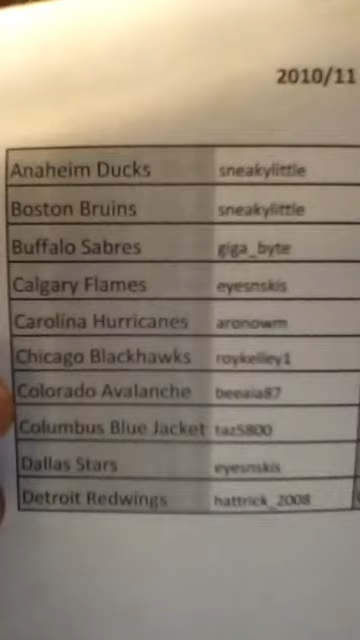 2010/11
Anaheim Ducks sneakylittle
Boston Bruins sneakylittle
Buffalo Sabres giga_byte
Calgary Flames eyesnskis
Carolina Hurricanes aronowm
Chicago Blackhawks roykelley1
Colorado Avalanche beeaia87
Columbus Blue Jacket taz5800
Dallas Stars eyesnskis
Detroit Redwings hattrick_2008